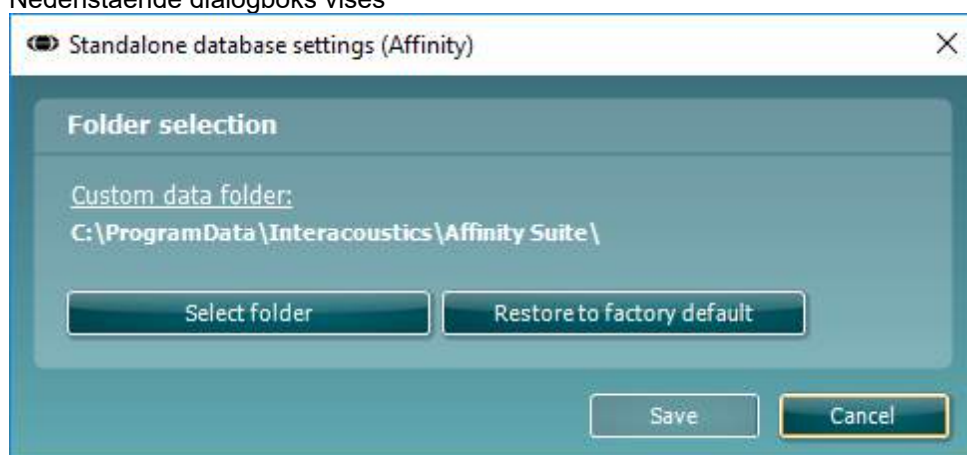 Nedenstående dialogboks vises
Standalone database settings (Affinity)
Folder selection
Custom data folder:
C:\ProgramData\Interacoustics\Affinity Suite\
Select folder
Restore to factory default
Save
Cancel